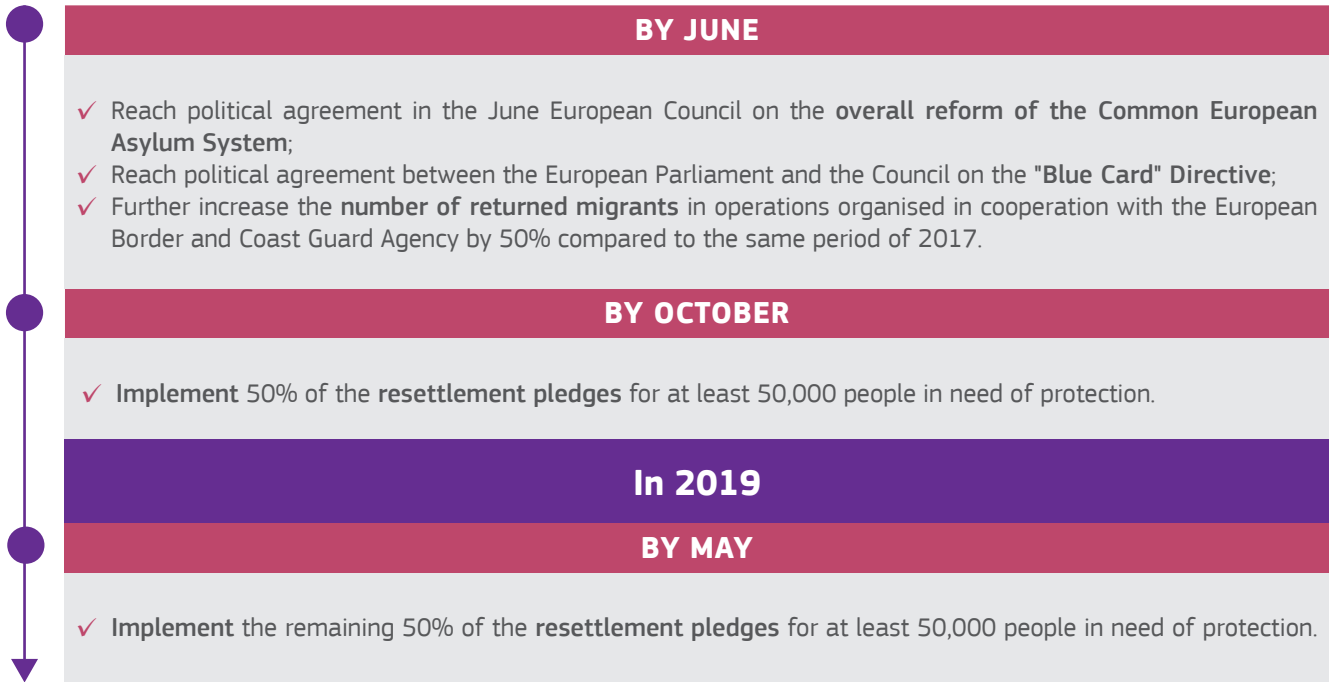 BY JUNE
✓ Reach political agreement in the June European Council on the overall reform of the Common European
Asylum System;
✓ Reach political agreement between the European Parliament and the Council on the "Blue Card" Directive;
✓ Further increase the number of returned migrants in operations organised in cooperation with the European
Border and Coast Guard Agency by 50% compared to the same period of 2017.
BY OCTOBER
✓ Implement 50% of the resettlement pledges for at least 50,000 people in need of protection.
In 2019
BY MAY
✓ Implement the remaining 50% of the resettlement pledges for at least 50,000 people in need of protection.